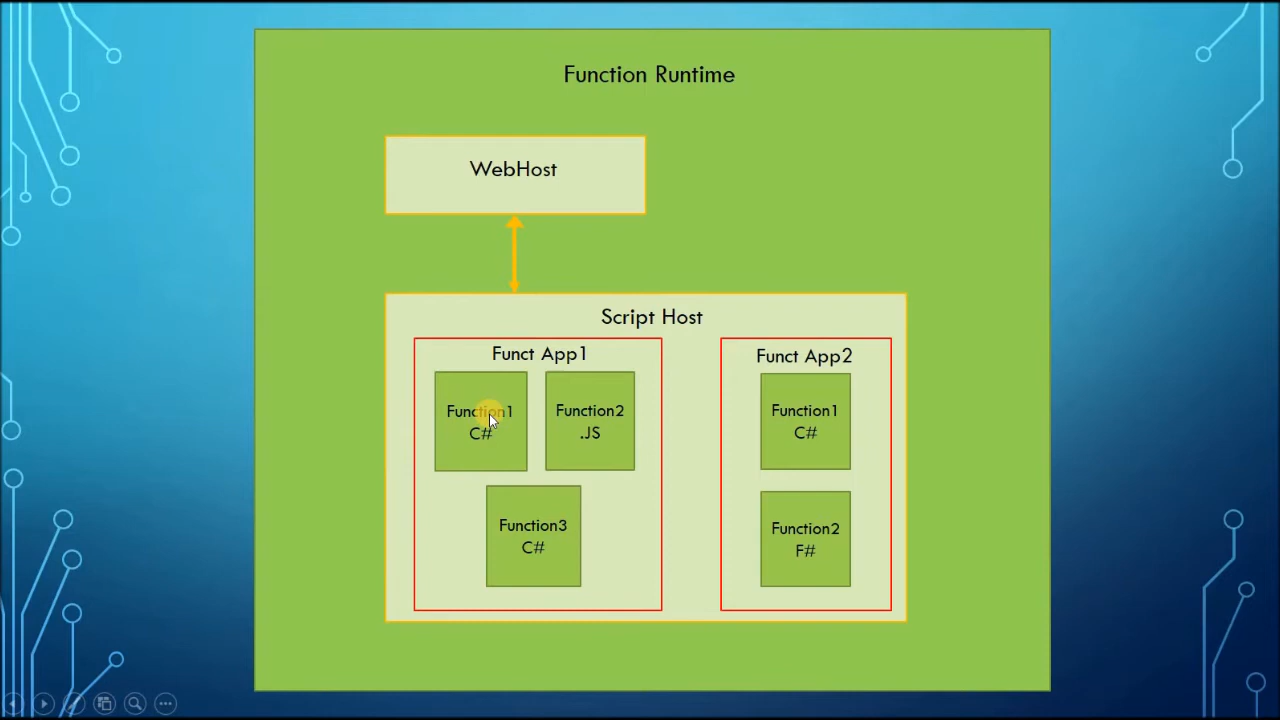 Function Runtime
WebHost
Script Host
Funct App1
Function1
C#
Function2
.JS
Function3
C#
Funct App2
Function1
C#
Function2
F#